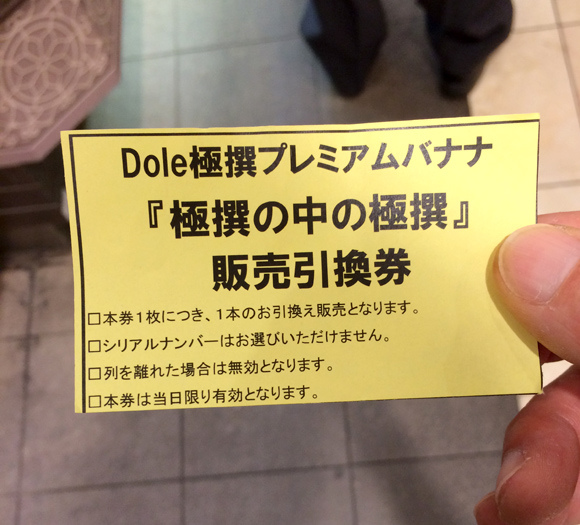 Dole極撰プレミアムバナナ
『極撰の中の極撰』
販売引換券
□本券1枚につき、1本のお引換え販売となります。
□シリアルナンバーはお選びいただけません。
□列を離れた場合は無効となります。
□本券は当日限り有効となります。